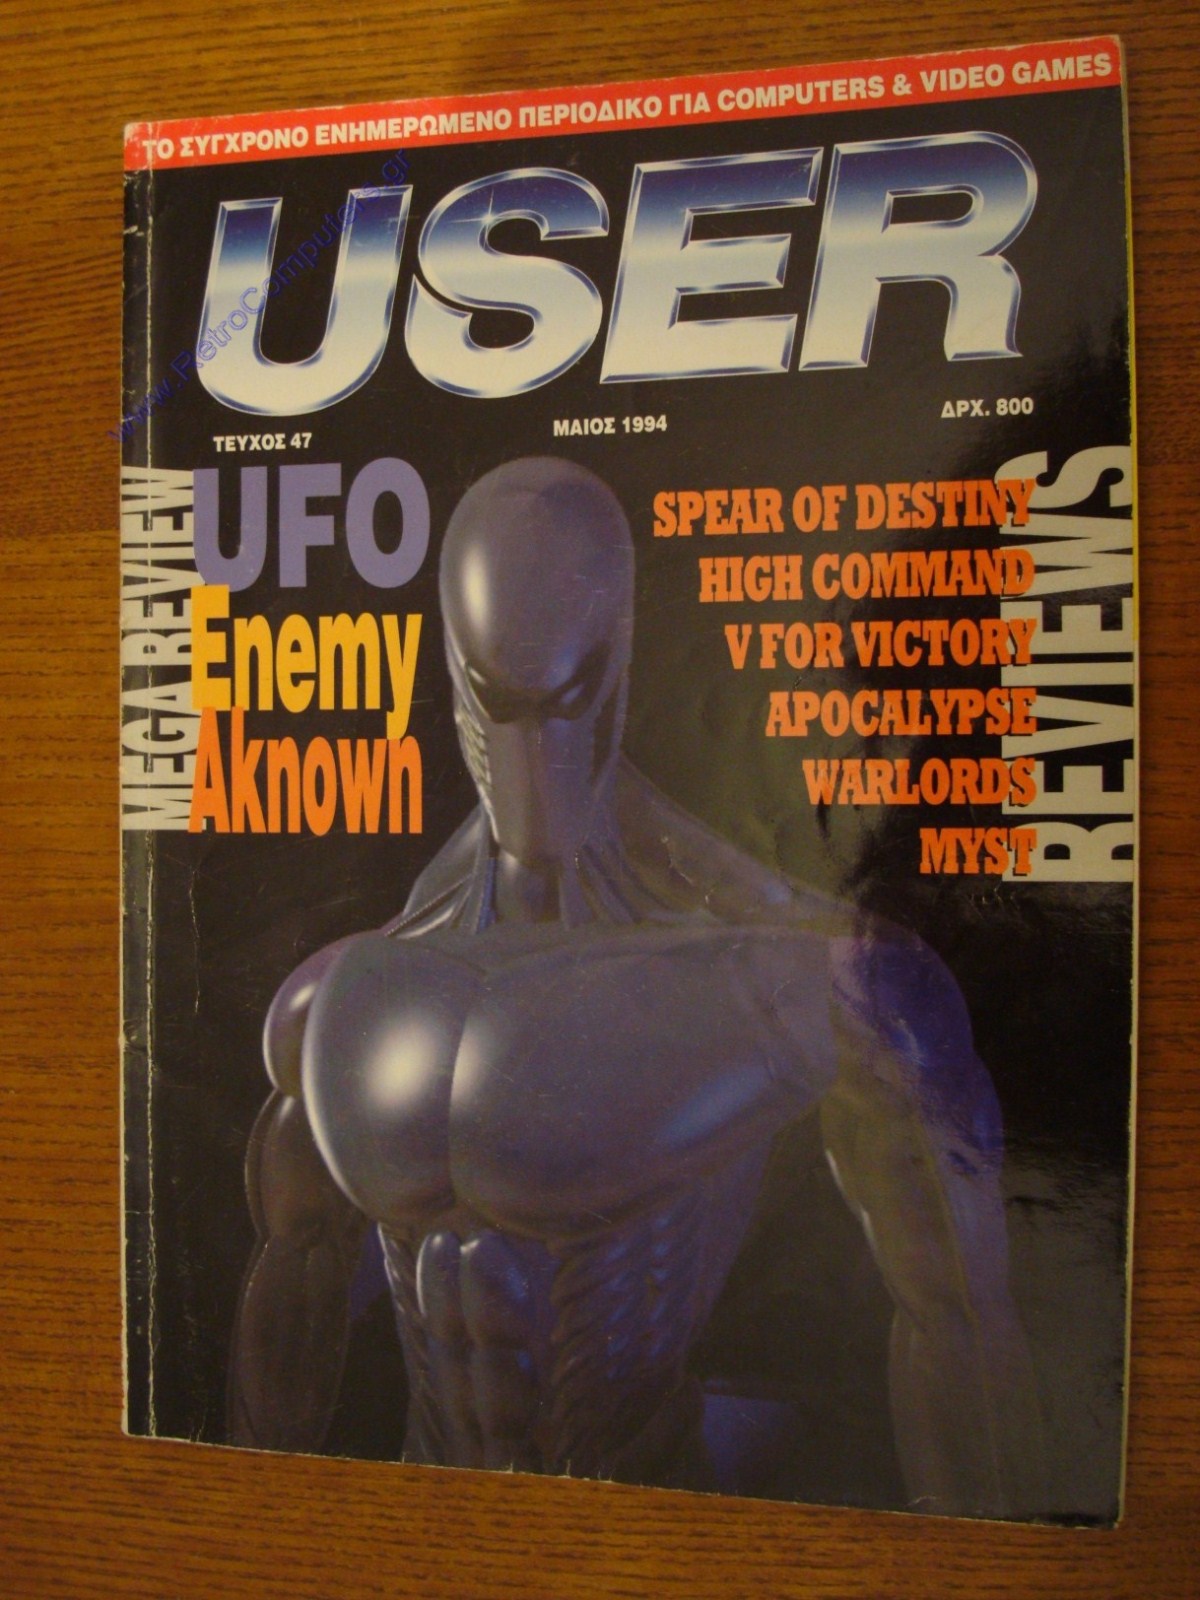 ΤΟ ΣΥΓΧΡΟΝΟ ΕΝΗΜΕΡΩΜΕΝΟ ΠΕΡΙΟΔΙΚΟ ΓΙΑ COMPUTERS & VIDEO GAMES
USER
www.RetroComputers.gr
ΤΕΥΧΟΣ 47
ΜΑΙΟΣ 1994
ΔΡΧ. 800
MEGA REVIEW
UFO
Enemy
Aknown
REVIEWS
SPEAR OF DESTINY
HIGH COMMAND
V FOR VICTORY
APOCALYPSE
WARLORDS
MYST